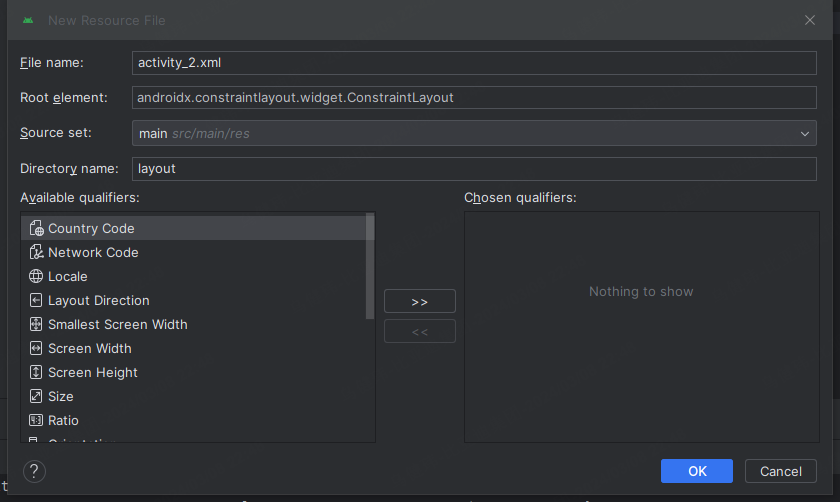 New Resource File
File name: activity_2.xml
Root element: androidx.constraintlayout.widget.ConstraintLayout
Source set: main src/main/res
Directory name: layout
Available qualifiers:
Chosen qualifiers:
Country Code
Network Code
Locale
Layout Direction
Smallest Screen Width
Screen Width
Screen Height
Size
Ratio
>>
<<
Nothing to show
?
OK
Cancel